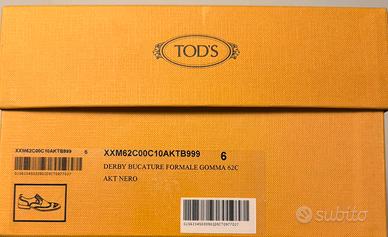 TOD'S
XXM62C00C10AKTB999 6
XXM62C00C10AKTB999 6
DERBY BUCATURE FORMALE GOMMA 62C
AKT NERO
subito